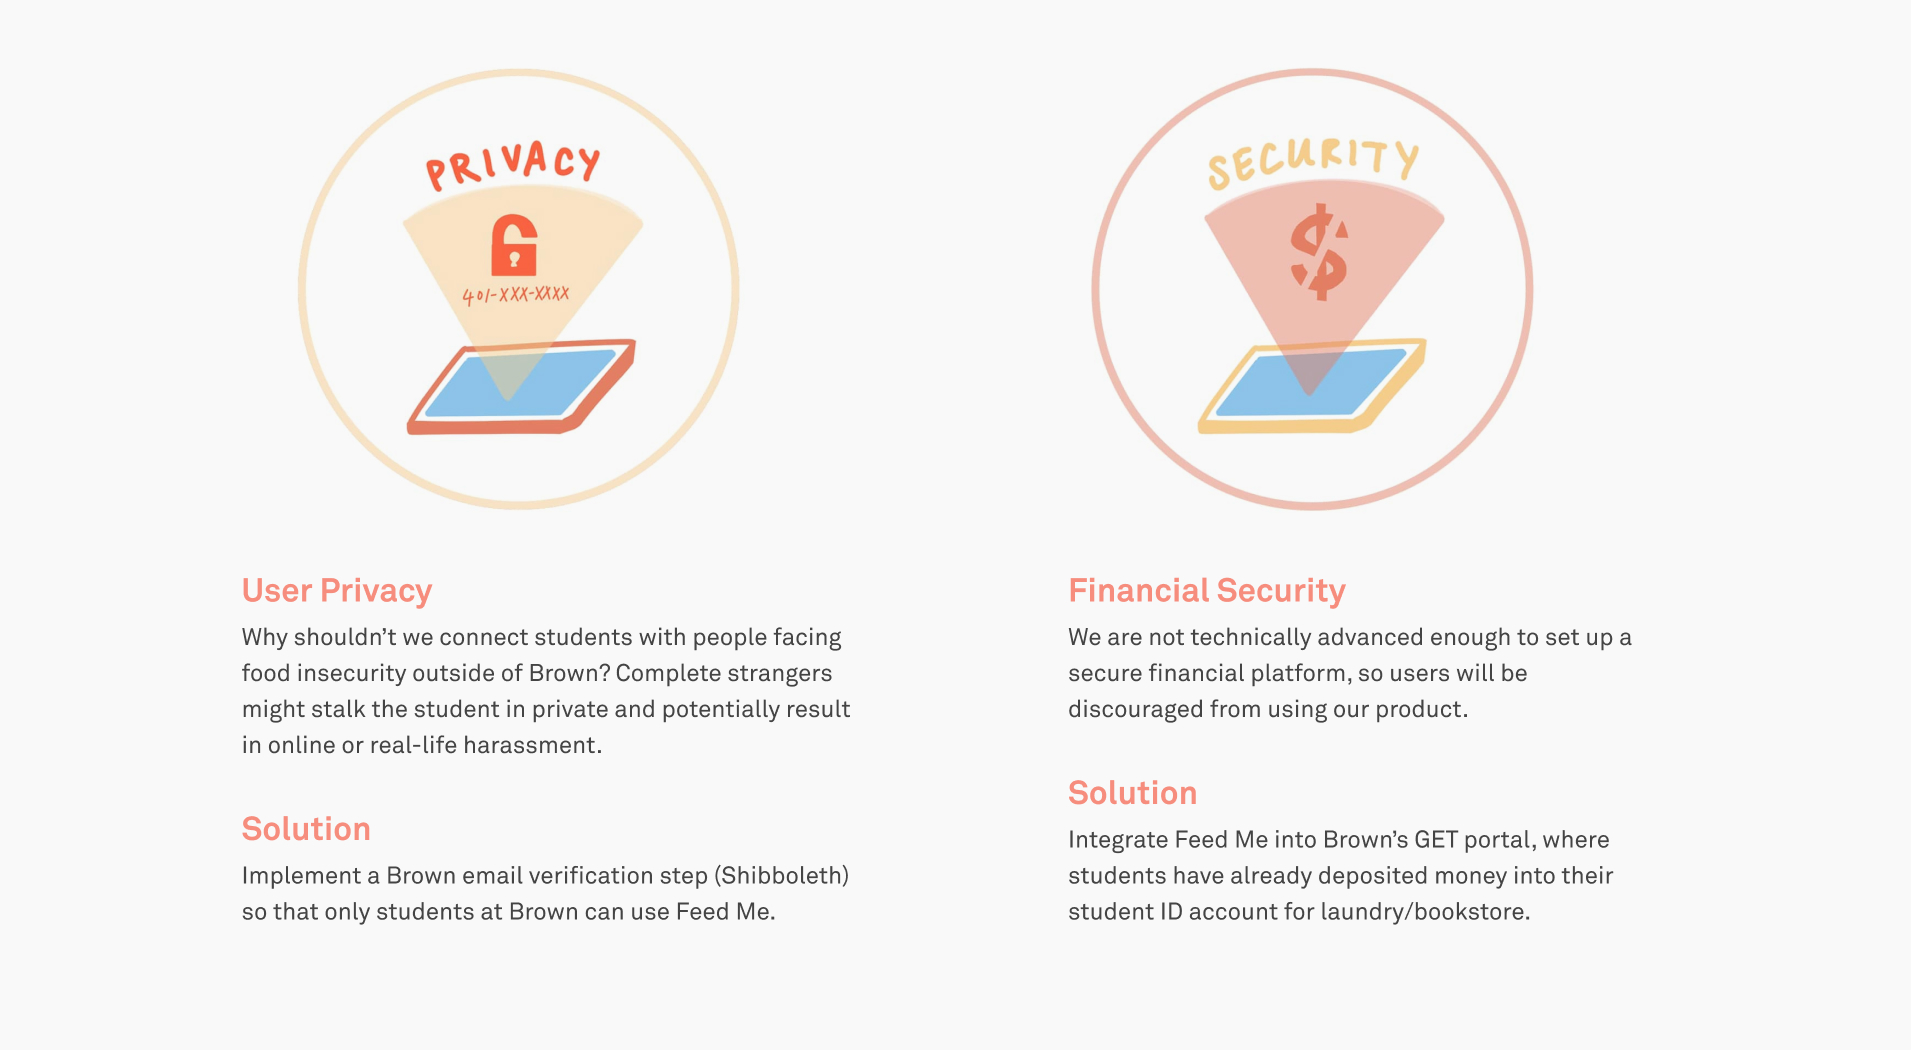 PRIVACY
401-XXX-XXXX
User Privacy
Why shouldn’t we connect students with people facing
food insecurity outside of Brown? Complete strangers
might stalk the student in private and potentially result
in online or real-life harassment.
Solution
Implement a Brown email verification step (Shibboleth)
so that only students at Brown can use Feed Me.
SECURITY
$
Financial Security
We are not technically advanced enough to set up a
secure financial platform, so users will be
discouraged from using our product.
Solution
Integrate Feed Me into Brown’s GET portal, where
students have already deposited money into their
student ID account for laundry/bookstore.